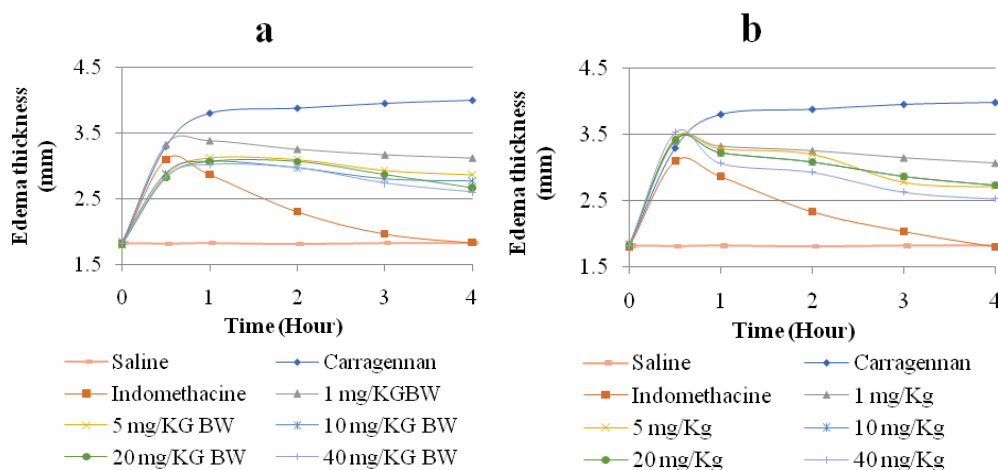 a
4.5
3.5
2.5
1.5
Edema thickness
(mm)
0 1 2 3 4
Time (Hour)
Saline Carragennan
Indomethacine 1 mg/KGBW
5 mg/KG BW 10 mg/KG BW
20 mg/KG BW 40 mg/KG BW
b
4.5
3.5
2.5
1.5
Edema thickness
(mm)
0 1 2 3 4
Time (Hour)
Saline Carragennan
Indomethacine 1 mg/Kg
5 mg/Kg 10 mg/Kg
20 mg/Kg 40 mg/Kg